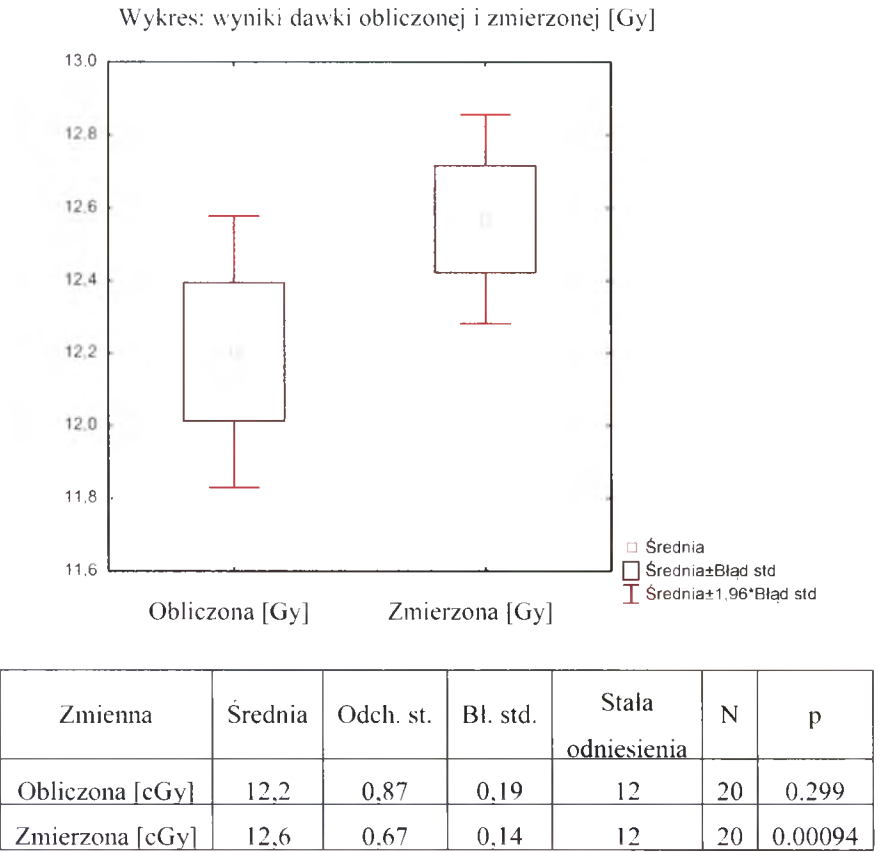 Wykres: wyniki dawki obliczonej i zmierzonej [Gy]
13,0
12,8
12,6
12,4
12,2
12,0
11,8
11,6
Obliczona [Gy] Zmierzona [Gy]
Średnia
Średnia±Błąd std
Średnia±1,96*Błąd std
Zmienna Średnia Odch. st. Bł. std. Stała odniesienia N p
Obliczona [cGy] 12,2 0,87 0,19 12 20 0.299
Zmierzona [cGy] 12,6 0,67 0,14 12 20 0.00094